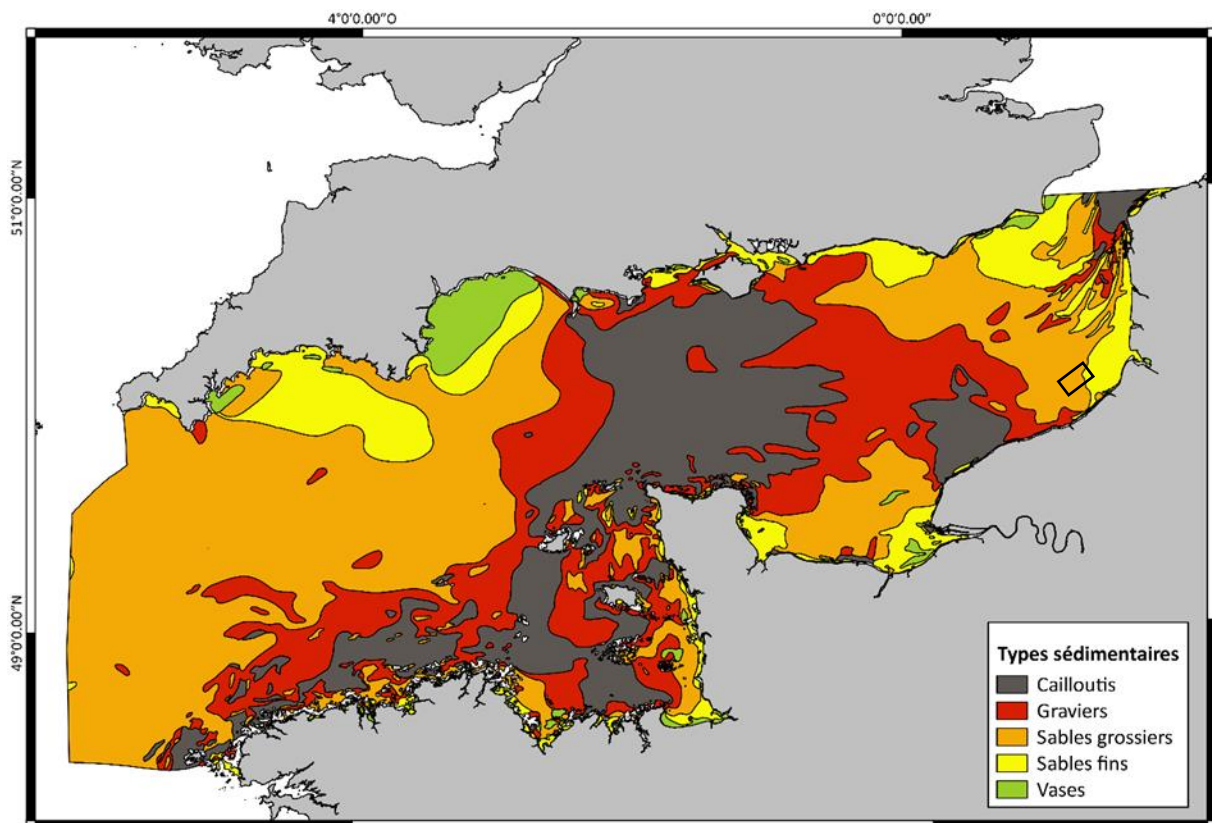 4°0'0.00"O
0°0'0.00"
51°0'0.00"N
49°0'0.00"N
Types sédimentaires
Cailloutis
Graviers
Sables grossiers
Sables fins
Vases